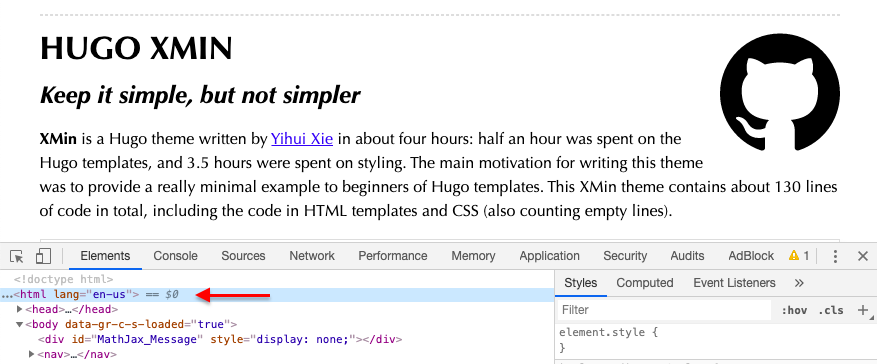 HUGO XMIN
Keep it simple, but not simpler
XMin is a Hugo theme written by Yihui Xie in about four hours: half an hour was spent on the
Hugo templates, and 3.5 hours were spent on styling. The main motivation for writing this theme
was to provide a really minimal example to beginners of Hugo templates. This XMin theme contains about 130 lines
of code in total, including the code in HTML templates and CSS (also counting empty lines).
Elements Console Sources Network Performance Memory Application Security Audits AdBlock 1
<!doctype html>
…<html lang="en-us"> == $0
<head>…</head>
<body data-gr-c-s-loaded="true">
<div id="MathJax_Message" style="display: none;"></div>
<nav>…</nav>
Styles Computed Event Listeners »
Filter :hov .cls +
element.style {
}